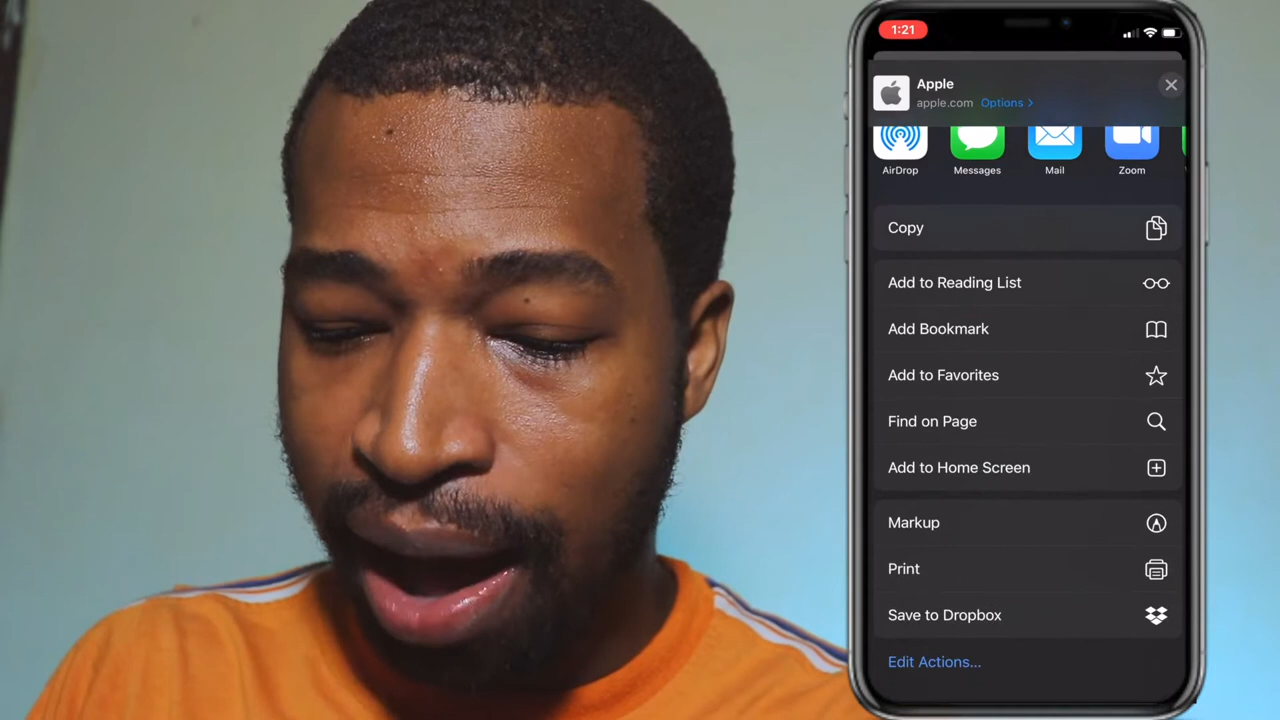 1:21
Apple
apple.com Options >
AirDrop Messages Mail Zoom
Copy
Add to Reading List
Add Bookmark
Add to Favorites
Find on Page
Add to Home Screen
Markup
Print
Save to Dropbox
Edit Actions...